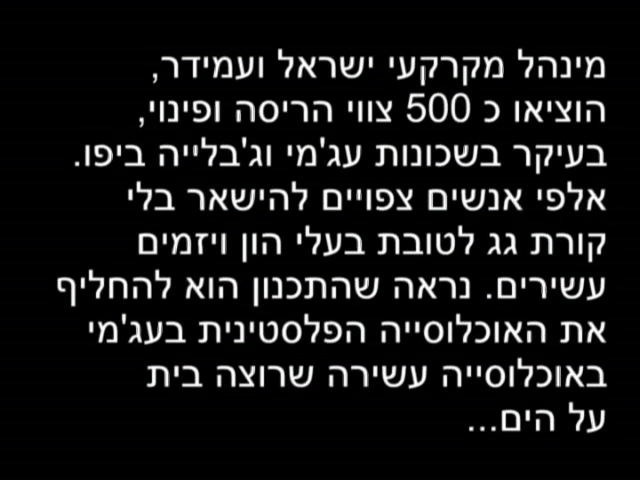 מינהל מקרקעי ישראל ועמידר,
הוציאו כ 500 צווי הריסה ופינוי,
בעיקר בשכונות עג'מי וג'בלייה ביפו.
אלפי אנשים צפויים להישאר בלי
קורת גג לטובת בעלי הון ויזמים
עשירים. נראה שהתכנון הוא להחליף
את האוכלוסייה הפלסטינית בעג'מי
באוכלוסייה עשירה שרוצה בית
על הים...